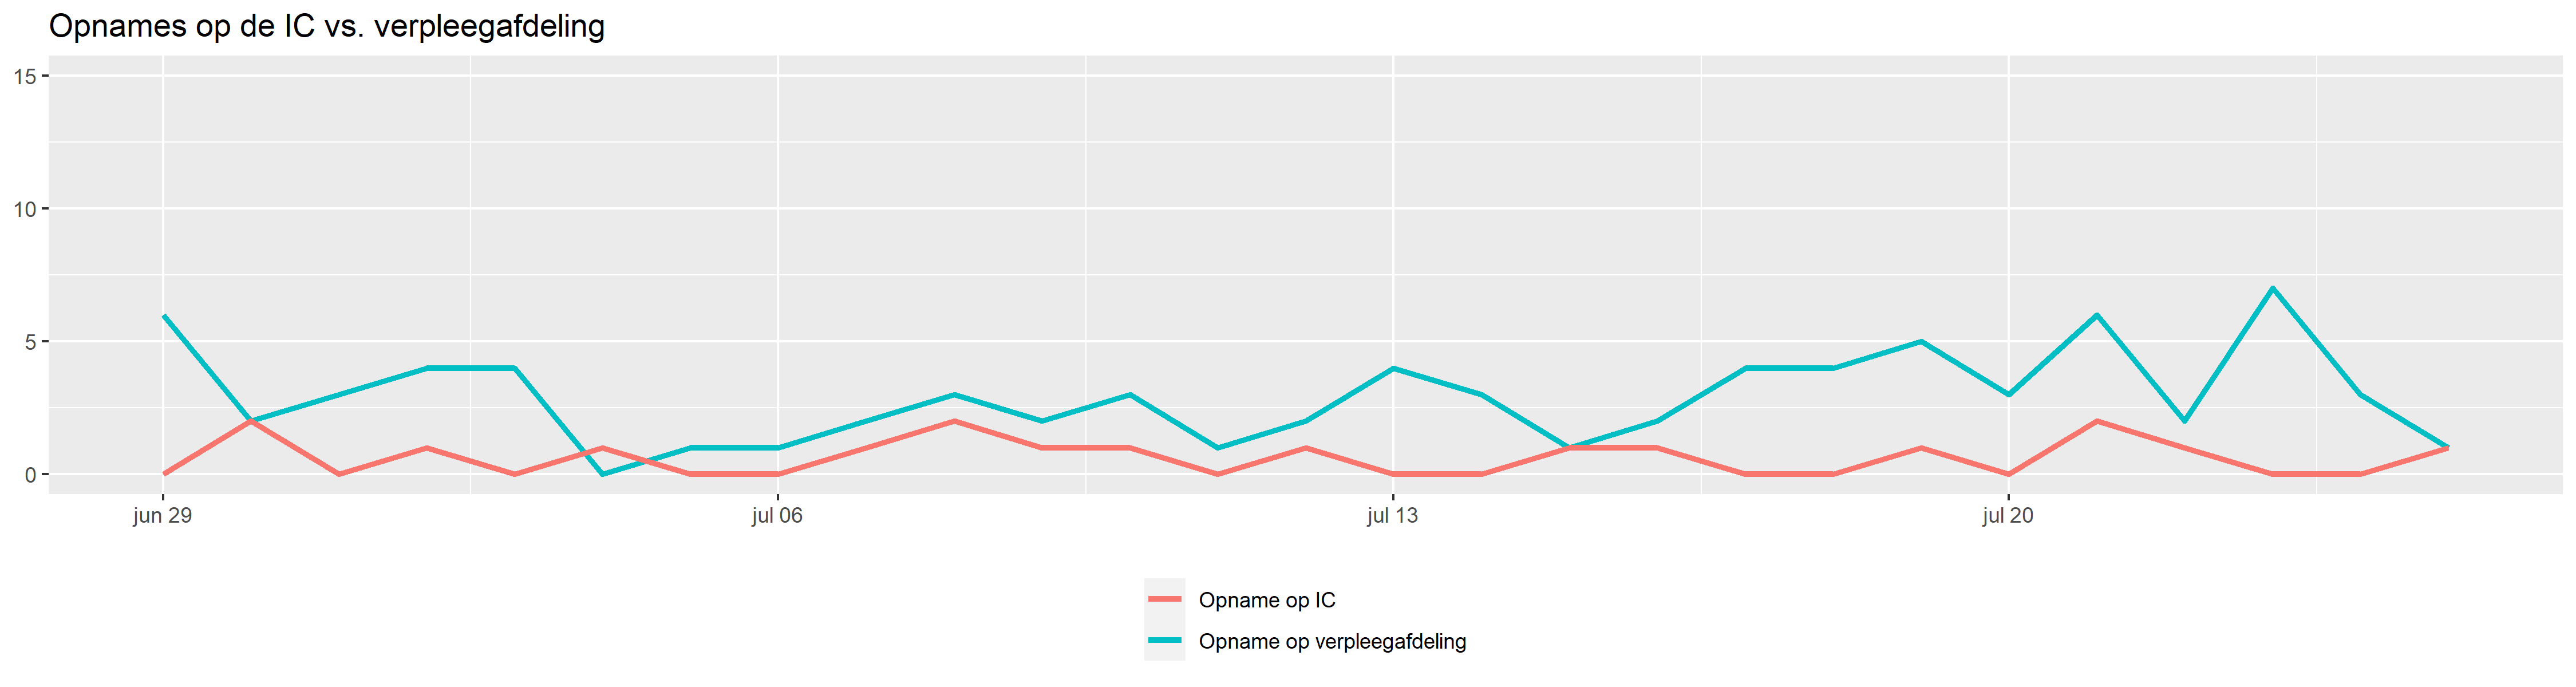 Opnames op de IC vs. verpleegafdeling
15
10
5
0
jun 29 jul 06 jul 13 jul 20
Opname op IC
Opname op verpleegafdeling